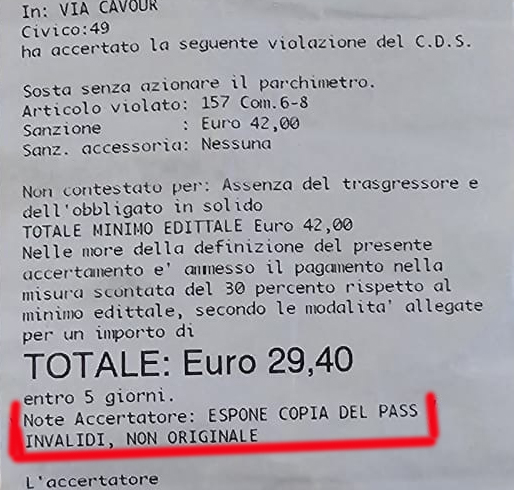 In: VIA CAVOUR
Civico:49
ha accertato la seguente violazione del C.D.S.
Sosta senza azionare il parchimetro.
Articolo violato: 157 Com.6-8
Sanzione : Euro 42,00
Sanz. accessoria: Nessuna
Non contestato per: Assenza del trasgressore e
dell'obbligato in solido
TOTALE MINIMO EDITTALE Euro 42,00
Nelle more della definizione del presente
accertamento e' ammesso il pagamento nella
misura scontata del 30 percento rispetto al
minimo edittale, secondo le modalita' allegate
per un importo di
TOTALE: Euro 29,40
entro 5 giorni.
Note Accertatore: ESPONE COPIA DEL PASS
INVALIDI, NON ORIGINALE
L'accertatore